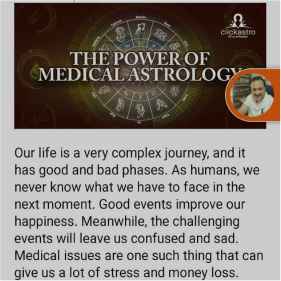 clickastro
THE POWER OF
MEDICAL ASTROLOGY
Our life is a very complex journey, and it
has good and bad phases. As humans, we
never know what we have to face in the
next moment. Good events improve our
happiness. Meanwhile, the challenging
events will leave us confused and sad.
Medical issues are one such thing that can
give us a lot of stress and money loss.